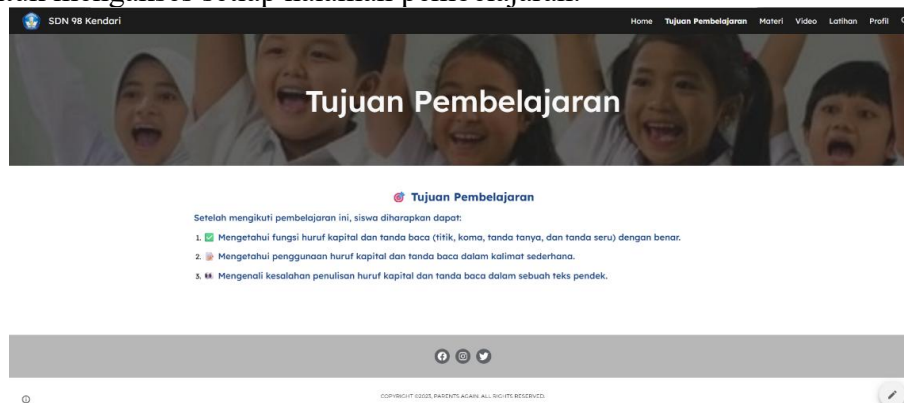 SDN 98 Kendari
Home Tujuan Pembelajaran Materi Video Latihan Profil
Tujuan Pembelajaran
🎯 Tujuan Pembelajaran
Setelah mengikuti pembelajaran ini, siswa diharapkan dapat:
1. ✅ Mengetahui fungsi huruf kapital dan tanda baca (titik, koma, tanda tanya, dan tanda seru) dengan benar.
2. Mengetahui penggunaan huruf kapital dan tanda baca dalam kalimat sederhana.
3. Mengenali kesalahan penulisan huruf kapital dan tanda baca dalam sebuah teks pendek.
COPYRIGHT ©2023, PARENTS AGAIN. ALL RIGHTS RESERVED.